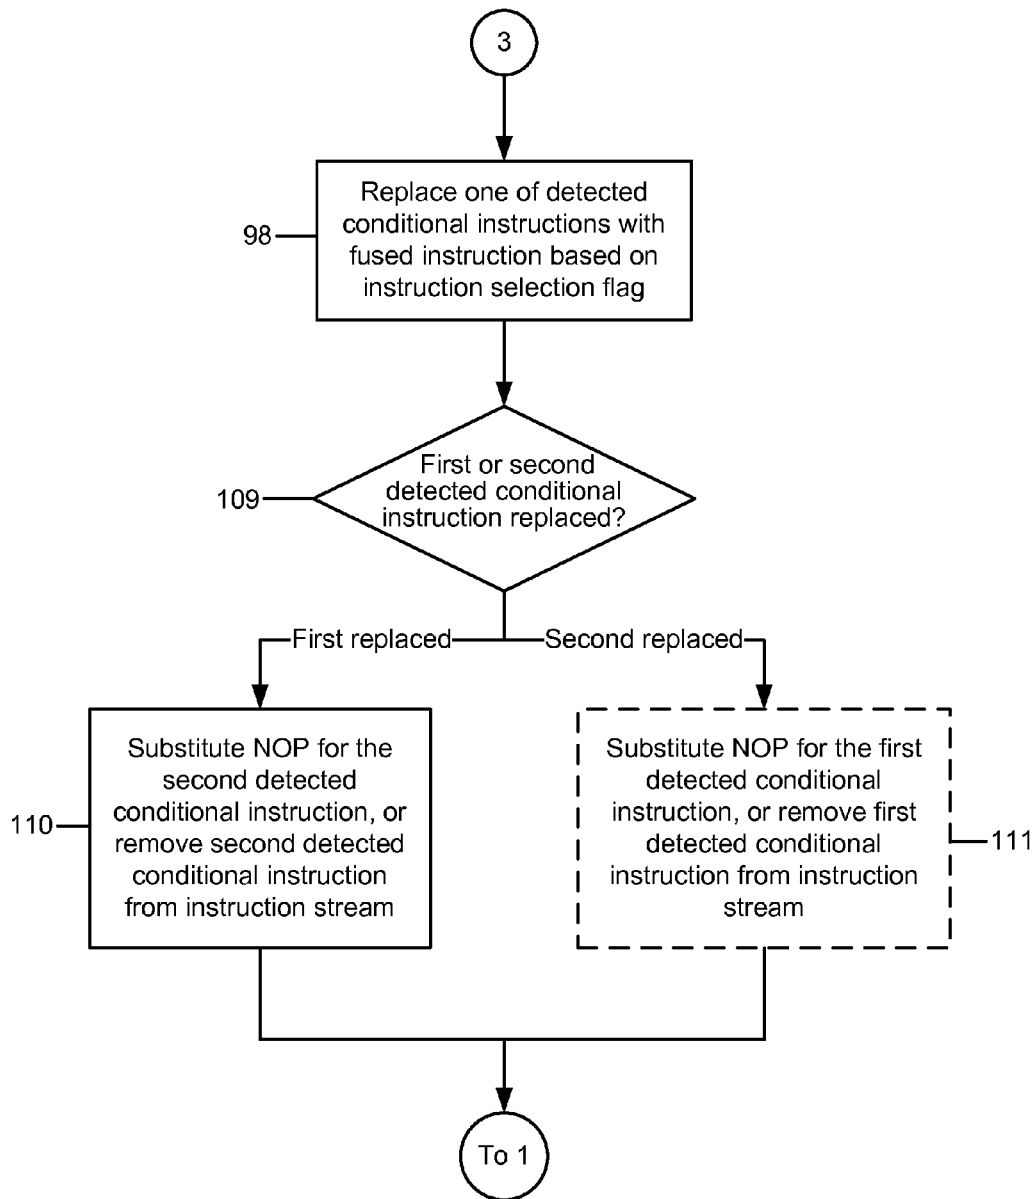 3
Replace one of detected
conditional instructions with
fused instruction based on
instruction selection flag
98
First or second
detected conditional
instruction replaced?
109
First replaced
Second replaced
Substitute NOP for the
second detected
conditional instruction, or
remove second detected
conditional instruction
from instruction stream
110
Substitute NOP for the first
detected conditional
instruction, or remove first
detected conditional
instruction from instruction
stream
111
To 1